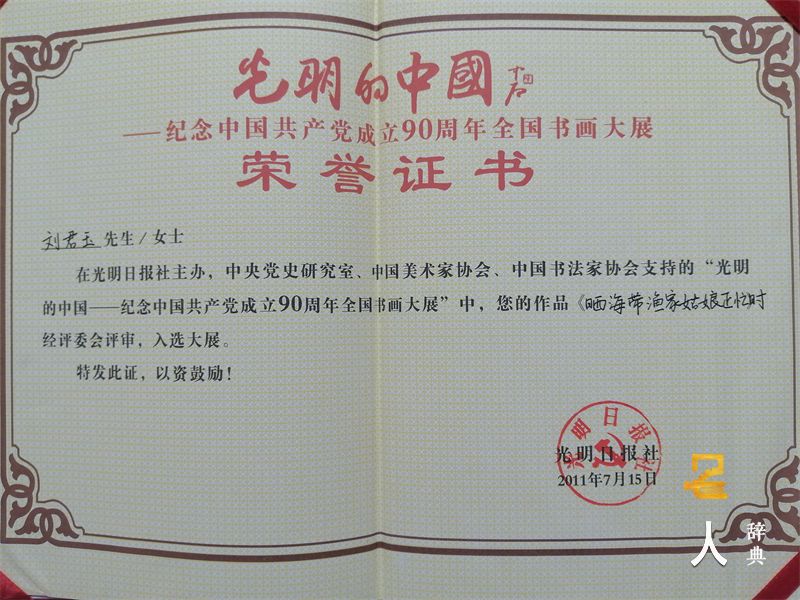 光明的中國
——纪念中国共产党成立90周年全国书画大展
荣誉证书
刘君玉 先生/女士
在光明日报社主办，中央党史研究室、中国美术家协会、中国书法家协会支持的“光明
的中国——纪念中国共产党成立90周年全国书画大展”中，您的作品《晒海带渔家姑娘正忙时
经评委会评审，入选大展。
特发此证，以资鼓励！
光明日报社
光明日报社
2011年7月15日
2
人 辞典